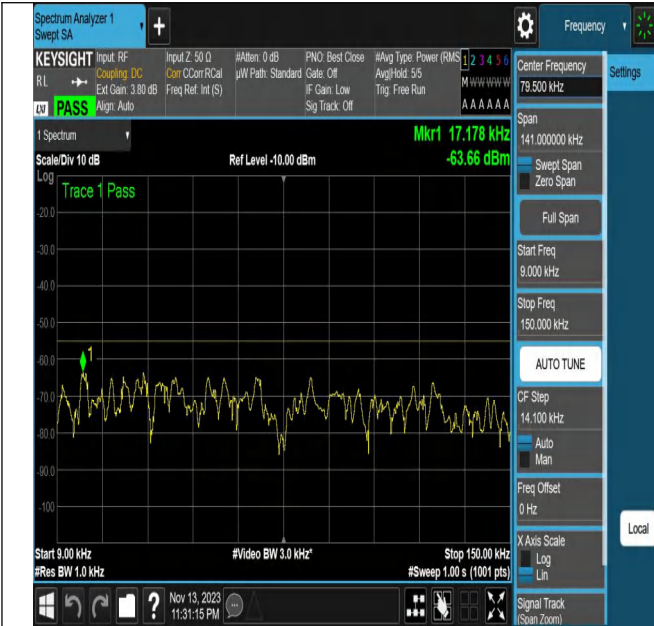 Spectrum Analyzer 1
Swept SA
Frequency
KEYSIGHT
RL
PASS
Input: RF
Coupling: DC
Ext Gain: 3.80 dB
Align: Auto
Input Z: 50 Ω
Corr CCorr RCal
Freq Ref: Int (S)
#Atten: 0 dB
µW Path: Standard
PNO: Best Close
Gate: Off
IF Gain: Low
Sig Track: Off
#Avg Type: Power (RMS
Avg|Hold: 5/5
Trig: Free Run
1 2 3 4 5 6
M W W W W W
A A A A A A
1 Spectrum
Scale/Div 10 dB
Ref Level -10.00 dBm
Mkr1 17.178 kHz
-63.66 dBm
Log
Trace 1 Pass
-20.0
-30.0
-40.0
-50.0
-60.0
1
-70.0
-80.0
-90.0
-100
Start 9.00 kHz
#Video BW 3.0 kHz*
Stop 150.00 kHz
#Res BW 1.0 kHz
#Sweep 1.00 s (1001 pts)
?
Nov 13, 2023
11:31:15 PM
Center Frequency
79.500 kHz
Settings
Span
141.000000 kHz
Swept Span
Zero Span
Full Span
Start Freq
9.000 kHz
Stop Freq
150.000 kHz
AUTO TUNE
CF Step
14.100 kHz
Auto
Man
Freq Offset
0 Hz
Local
X Axis Scale
Log
Lin
Signal Track
(Span Zoom)